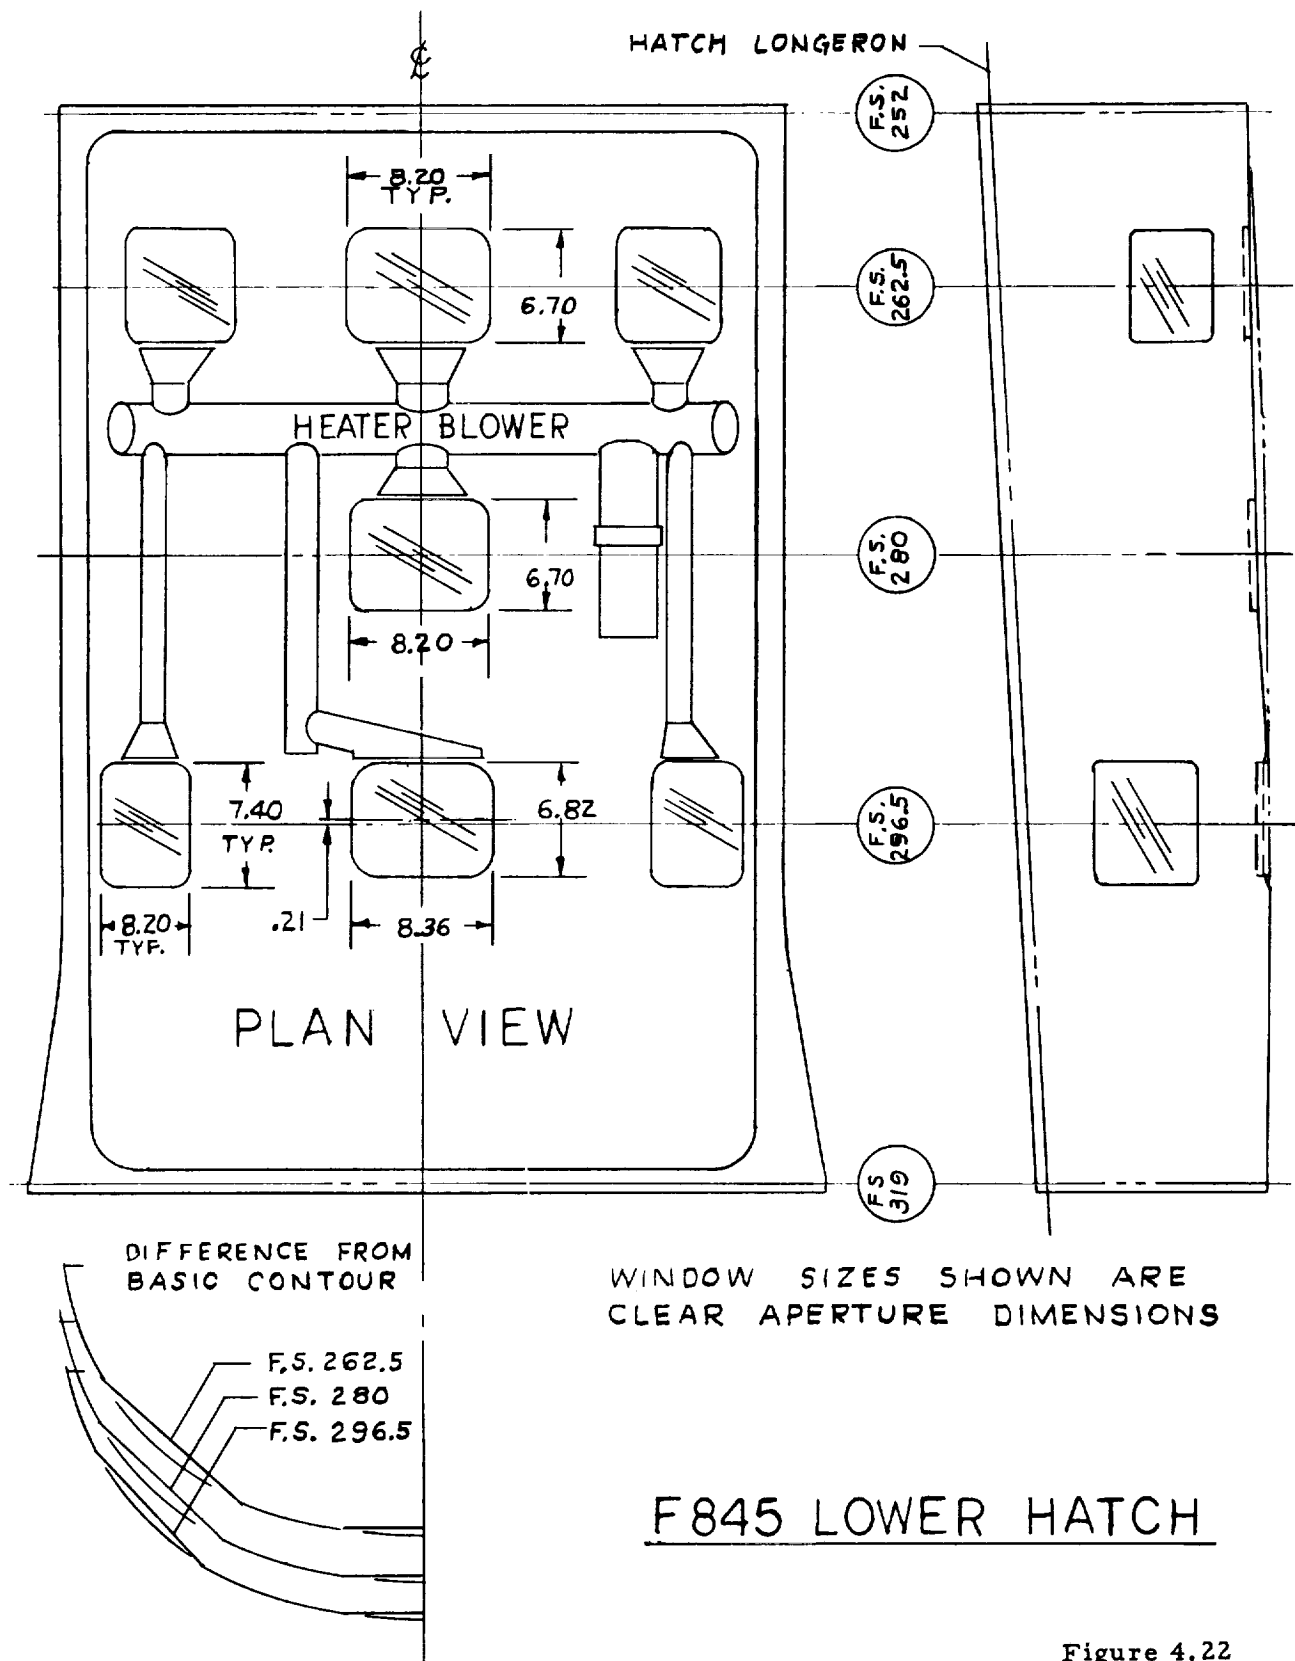 ℄
HATCH LONGERON
F.S.
252
8.20
TYP.
F.S.
262.5
6.70
HEATER BLOWER
F.S.
280
6.70
8.20
7.40
TYP.
6.82
F.S.
296.5
8.20
TYP.
.21
8.36
PLAN VIEW
FS
319
DIFFERENCE FROM
BASIC CONTOUR
WINDOW SIZES SHOWN ARE
CLEAR APERTURE DIMENSIONS
F.S. 262.5
F.S. 280
F.S. 296.5
F845 LOWER HATCH
Figure 4.22